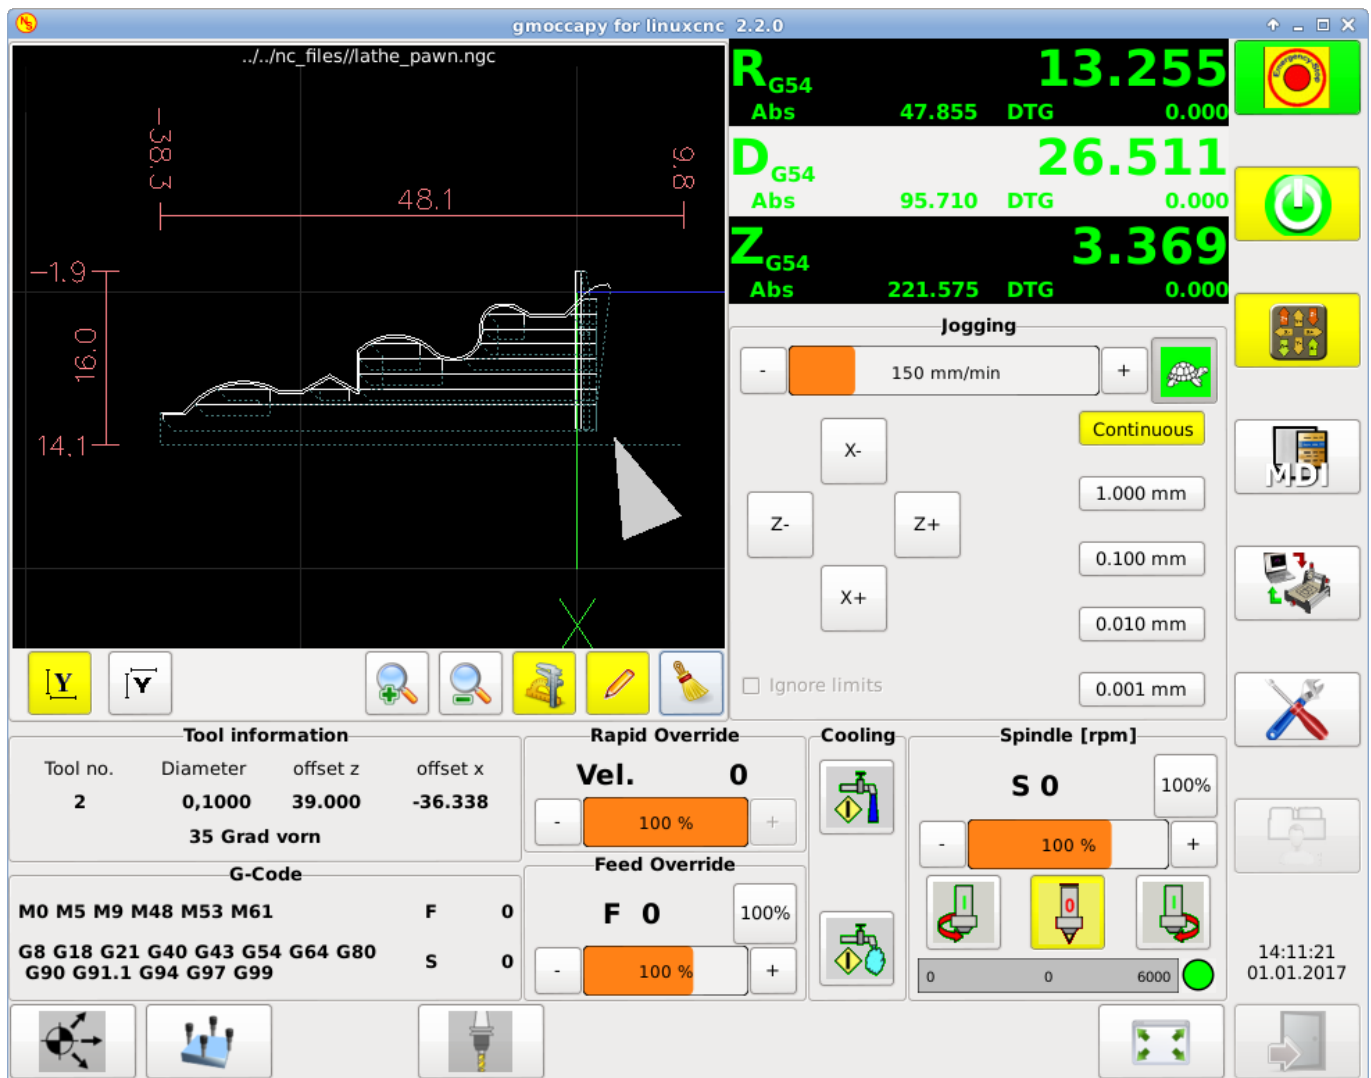 gmoccapy for linuxcnc 2.2.0
../../nc_files//lathe_pawn.ngc
-38.3
9.8
48.1
-1.9
16.0
14.1
R G54 13.255
Abs 47.855 DTG 0.000
D G54 26.511
Abs 95.710 DTG 0.000
Z G54 3.369
Abs 221.575 DTG 0.000
Emergency-Stop
Jogging
- 150 mm/min +
X-
Z- Z+
X+
Continuous
1.000 mm
0.100 mm
0.010 mm
0.001 mm
Ignore limits
MDI
Y Y
Tool information
Tool no. Diameter offset z offset x
2 0,1000 39.000 -36.338
35 Grad vorn
G-Code
M0 M5 M9 M48 M53 M61 F 0
G8 G18 G21 G40 G43 G54 G64 G80
G90 G91.1 G94 G97 G99
S 0
Rapid Override
Vel. 0
- 100 % +
Feed Override
F 0 100%
- 100 % +
Cooling
Spindle [rpm]
S 0 100%
- 100 % +
I 0 I
0 0 6000
14:11:21
01.01.2017